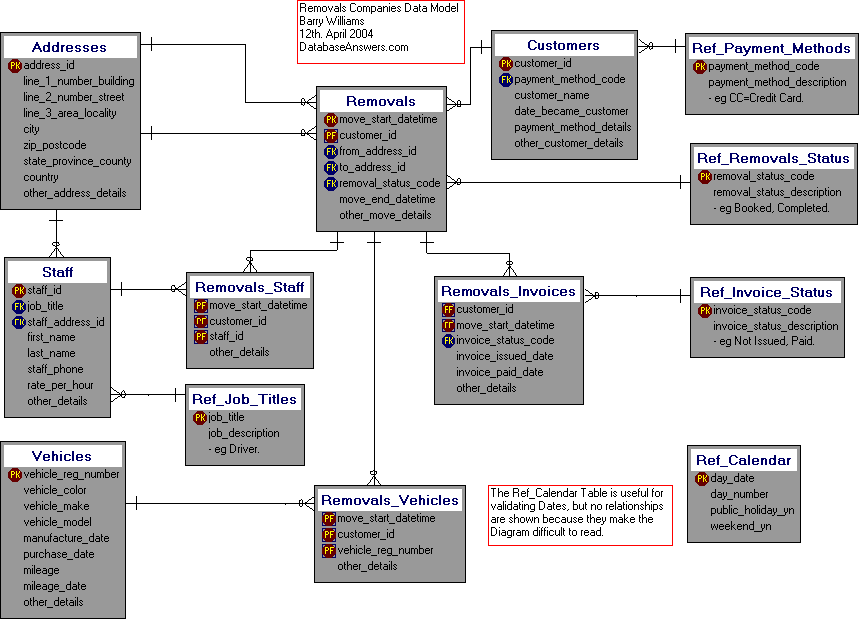 Removals Companies Data Model
Barry Williams
12th. April 2004
DatabaseAnswers.com
Addresses
PK address_id
line_1_number_building
line_2_number_street
line_3_area_locality
city
zip_postcode
state_province_county
country
other_address_details
Removals
PK move_start_datetime
PF customer_id
FK from_address_id
FK to_address_id
FK removal_status_code
move_end_datetime
other_move_details
Customers
PK customer_id
FK payment_method_code
customer_name
date_became_customer
payment_method_details
other_customer_details
Ref_Payment_Methods
PK payment_method_code
payment_method_description
- eg CC=Credit Card.
Ref_Removals_Status
PK removal_status_code
removal_status_description
- eg Booked, Completed.
Staff
PK staff_id
FK job_title
FK staff_address_id
first_name
last_name
staff_phone
rate_per_hour
other_details
Removals_Staff
PF move_start_datetime
PF customer_id
PF staff_id
other_details
Removals_Invoices
PF customer_id
PF move_start_datetime
FK invoice_status_code
invoice_issued_date
invoice_paid_date
other_details
Ref_Invoice_Status
PK invoice_status_code
invoice_status_description
- eg Not Issued, Paid.
Ref_Job_Titles
PK job_title
job_description
- eg Driver.
Vehicles
PK vehicle_reg_number
vehicle_color
vehicle_make
vehicle_model
manufacture_date
purchase_date
mileage
mileage_date
other_details
Removals_Vehicles
PF move_start_datetime
PF customer_id
PF vehicle_reg_number
other_details
The Ref_Calendar Table is useful for
validating Dates, but no relationships
are shown because they make the
Diagram difficult to read.
Ref_Calendar
PK day_date
day_number
public_holiday_yn
weekend_yn